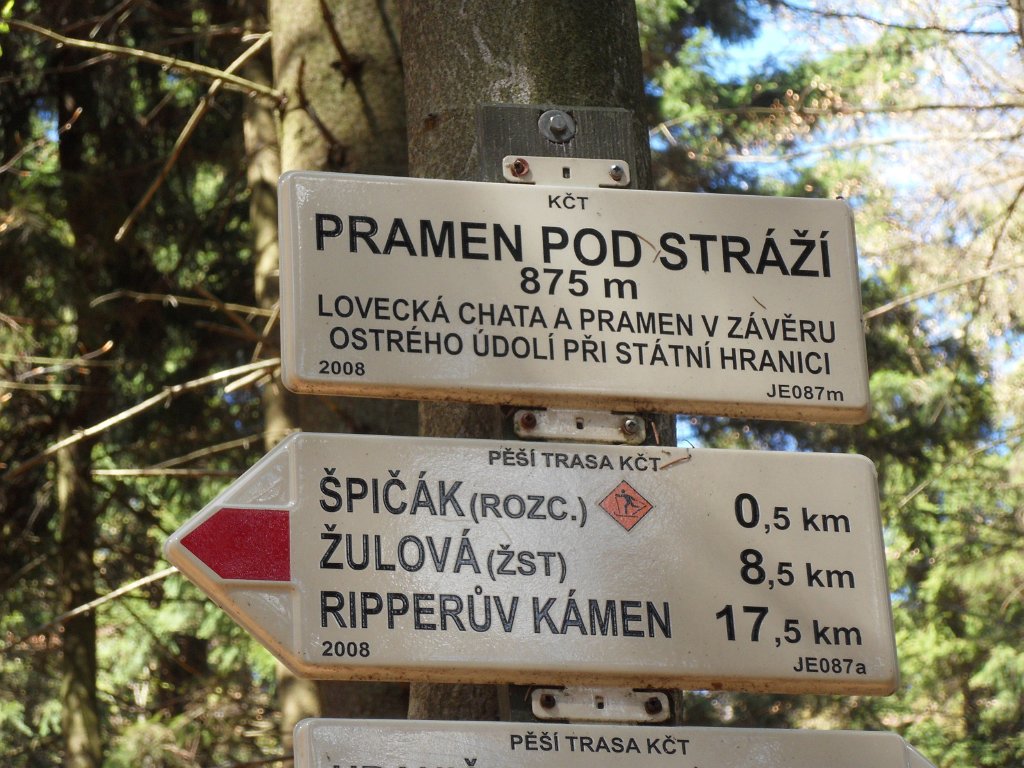 KČT
PRAMEN POD STRÁŽÍ
875 m
LOVECKÁ CHATA A PRAMEN V ZÁVĚRU
OSTRÉHO ÚDOLÍ PŘI STÁTNÍ HRANICI
2008 JE087m
PĚŠÍ TRASA KČT
ŠPIČÁK (ROZC.) 0,5 km
ŽULOVÁ (ŽST) 8,5 km
RIPPERŮV KÁMEN 17,5 km
2008 JE087a
PĚŠÍ TRASA KČT